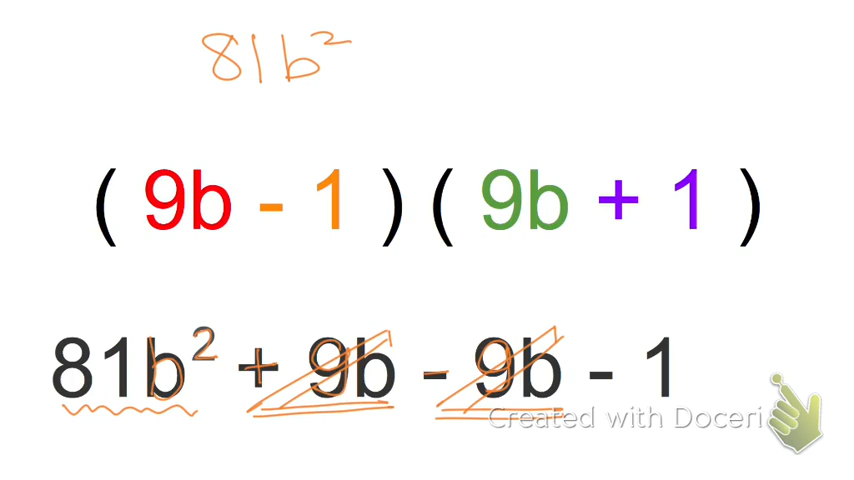 81b²
( 9b - 1 ) ( 9b + 1 )
81b² + 9b - 9b - 1
Created with Doceri